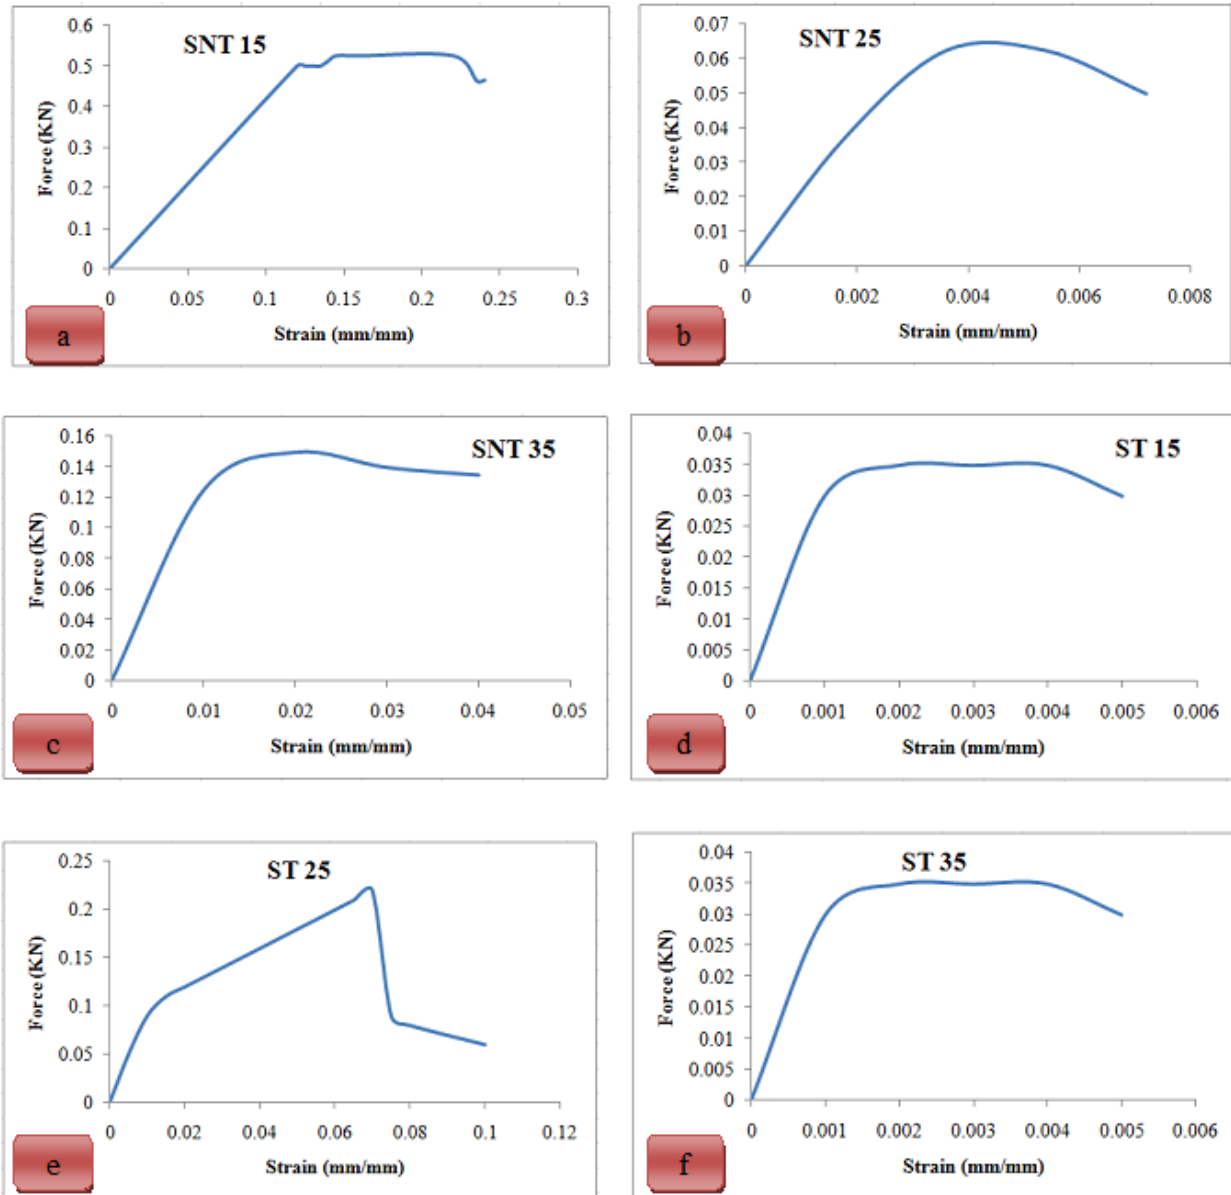 SNT 15
0.6
0.5
0.4
0.3
0.2
0.1
0
Force (KN)
0 0.05 0.1 0.15 0.2 0.25 0.3
Strain (mm/mm)
a
SNT 25
0.07
0.06
0.05
0.04
0.03
0.02
0.01
0
Force (KN)
0 0.002 0.004 0.006 0.008
Strain (mm/mm)
b
SNT 35
0.16
0.14
0.12
0.1
0.08
0.06
0.04
0.02
0
Force (KN)
0 0.01 0.02 0.03 0.04 0.05
Strain (mm/mm)
c
ST 15
0.04
0.035
0.03
0.025
0.02
0.015
0.01
0.005
0
Force (KN)
0 0.001 0.002 0.003 0.004 0.005 0.006
Strain (mm/mm)
d
ST 25
0.25
0.2
0.15
0.1
0.05
0
Force (KN)
0 0.02 0.04 0.06 0.08 0.1 0.12
Strain (mm/mm)
e
ST 35
0.04
0.035
0.03
0.025
0.02
0.015
0.01
0.005
0
Force (KN)
0 0.001 0.002 0.003 0.004 0.005 0.006
Strain (mm/mm)
f